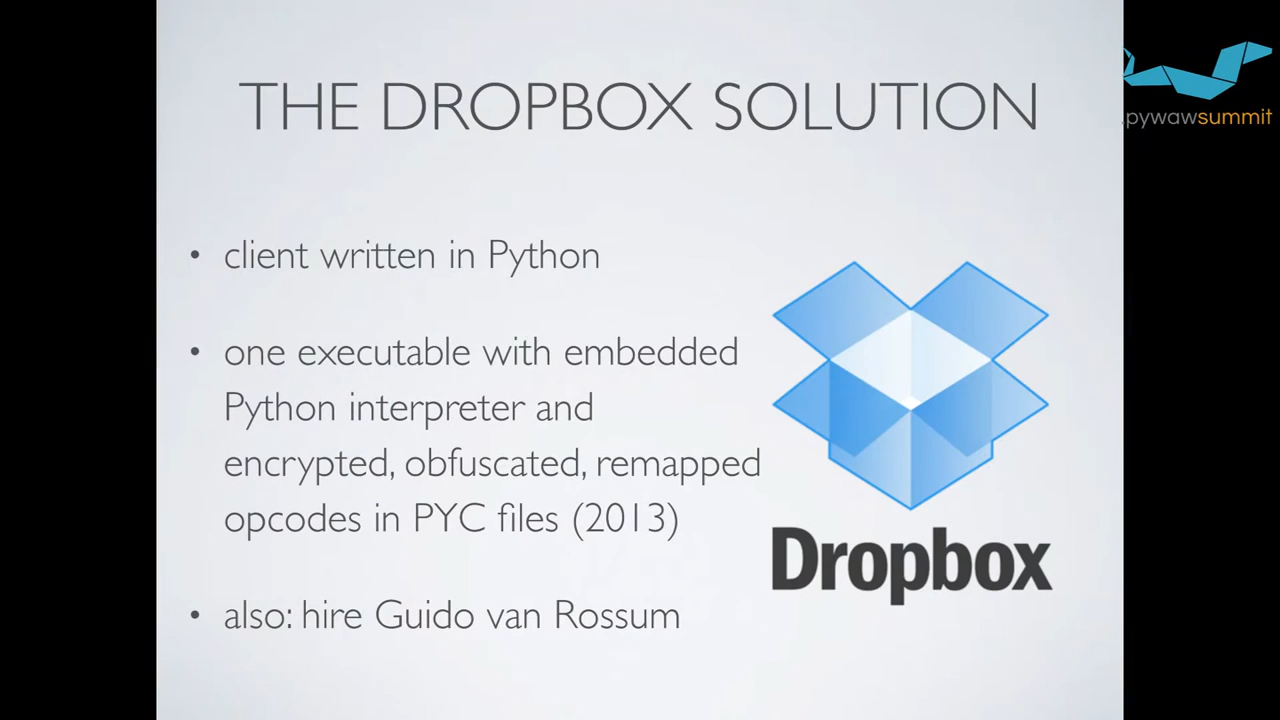 THE DROPBOX SOLUTION
.pywawsummit
• client written in Python
• one executable with embedded
Python interpreter and
encrypted, obfuscated, remapped
opcodes in PYC files (2013)
• also: hire Guido van Rossum
Dropbox